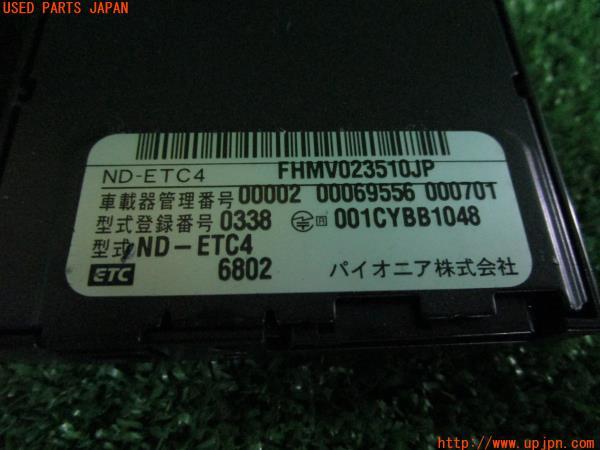 USED PARTS JAPAN
ND-ETC4 FHMV023510JP
車載器管理番号 00002 00069556 000701
型式登録番号 0338 001CYBB1048
型式 ND-ETC4
ETC 6802 パイオニア株式会社
http://www.upjpn.com/